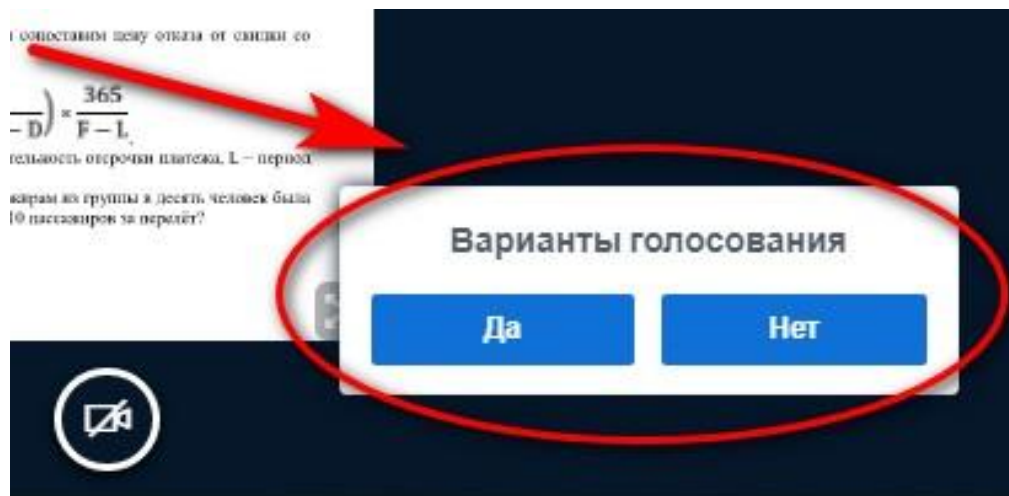 сопоставим цену отказа от скидки со
– D) × 365
F – L.
тельность отсрочки платежа, L – период
жирам из группы в десять человек была
10 пассажиров за перелёт?
Варианты голосования
Да
Нет